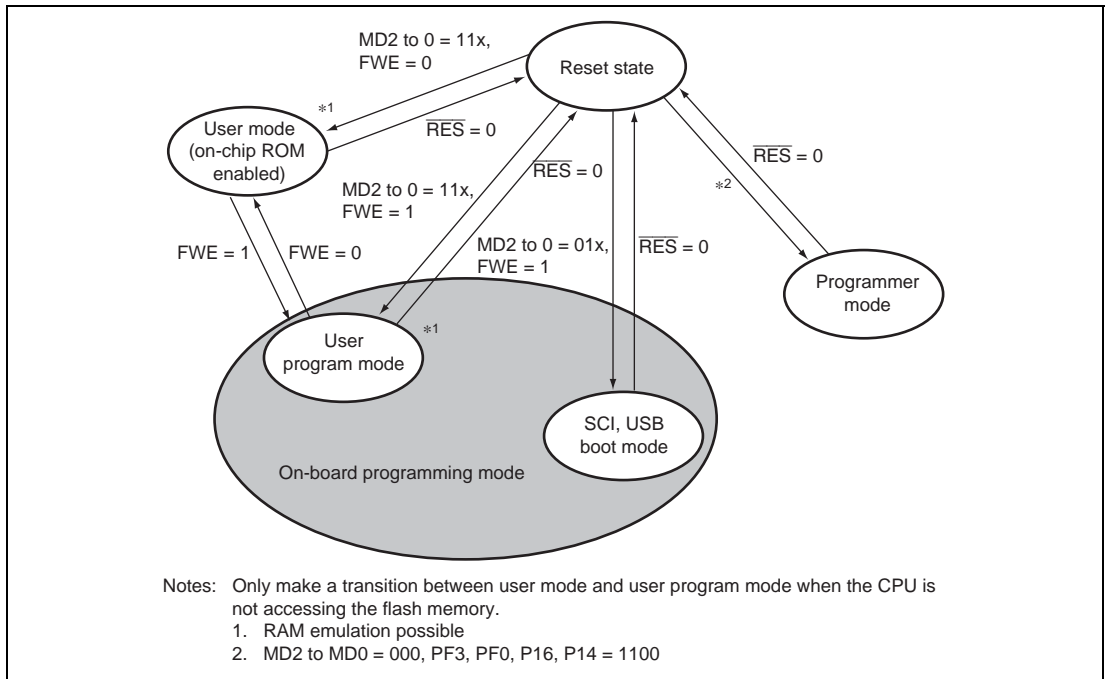 MD2 to 0 = 11x,
FWE = 0
Reset state
*1
RES = 0
User mode
(on-chip ROM
enabled)
RES = 0
RES = 0
*2
MD2 to 0 = 11x,
FWE = 1
MD2 to 0 = 01x,
FWE = 1
RES = 0
FWE = 1
FWE = 0
Programmer
mode
User
program mode
*1
SCI, USB
boot mode
On-board programming mode
Notes: Only make a transition between user mode and user program mode when the CPU is
not accessing the flash memory.
1. RAM emulation possible
2. MD2 to MD0 = 000, PF3, PF0, P16, P14 = 1100